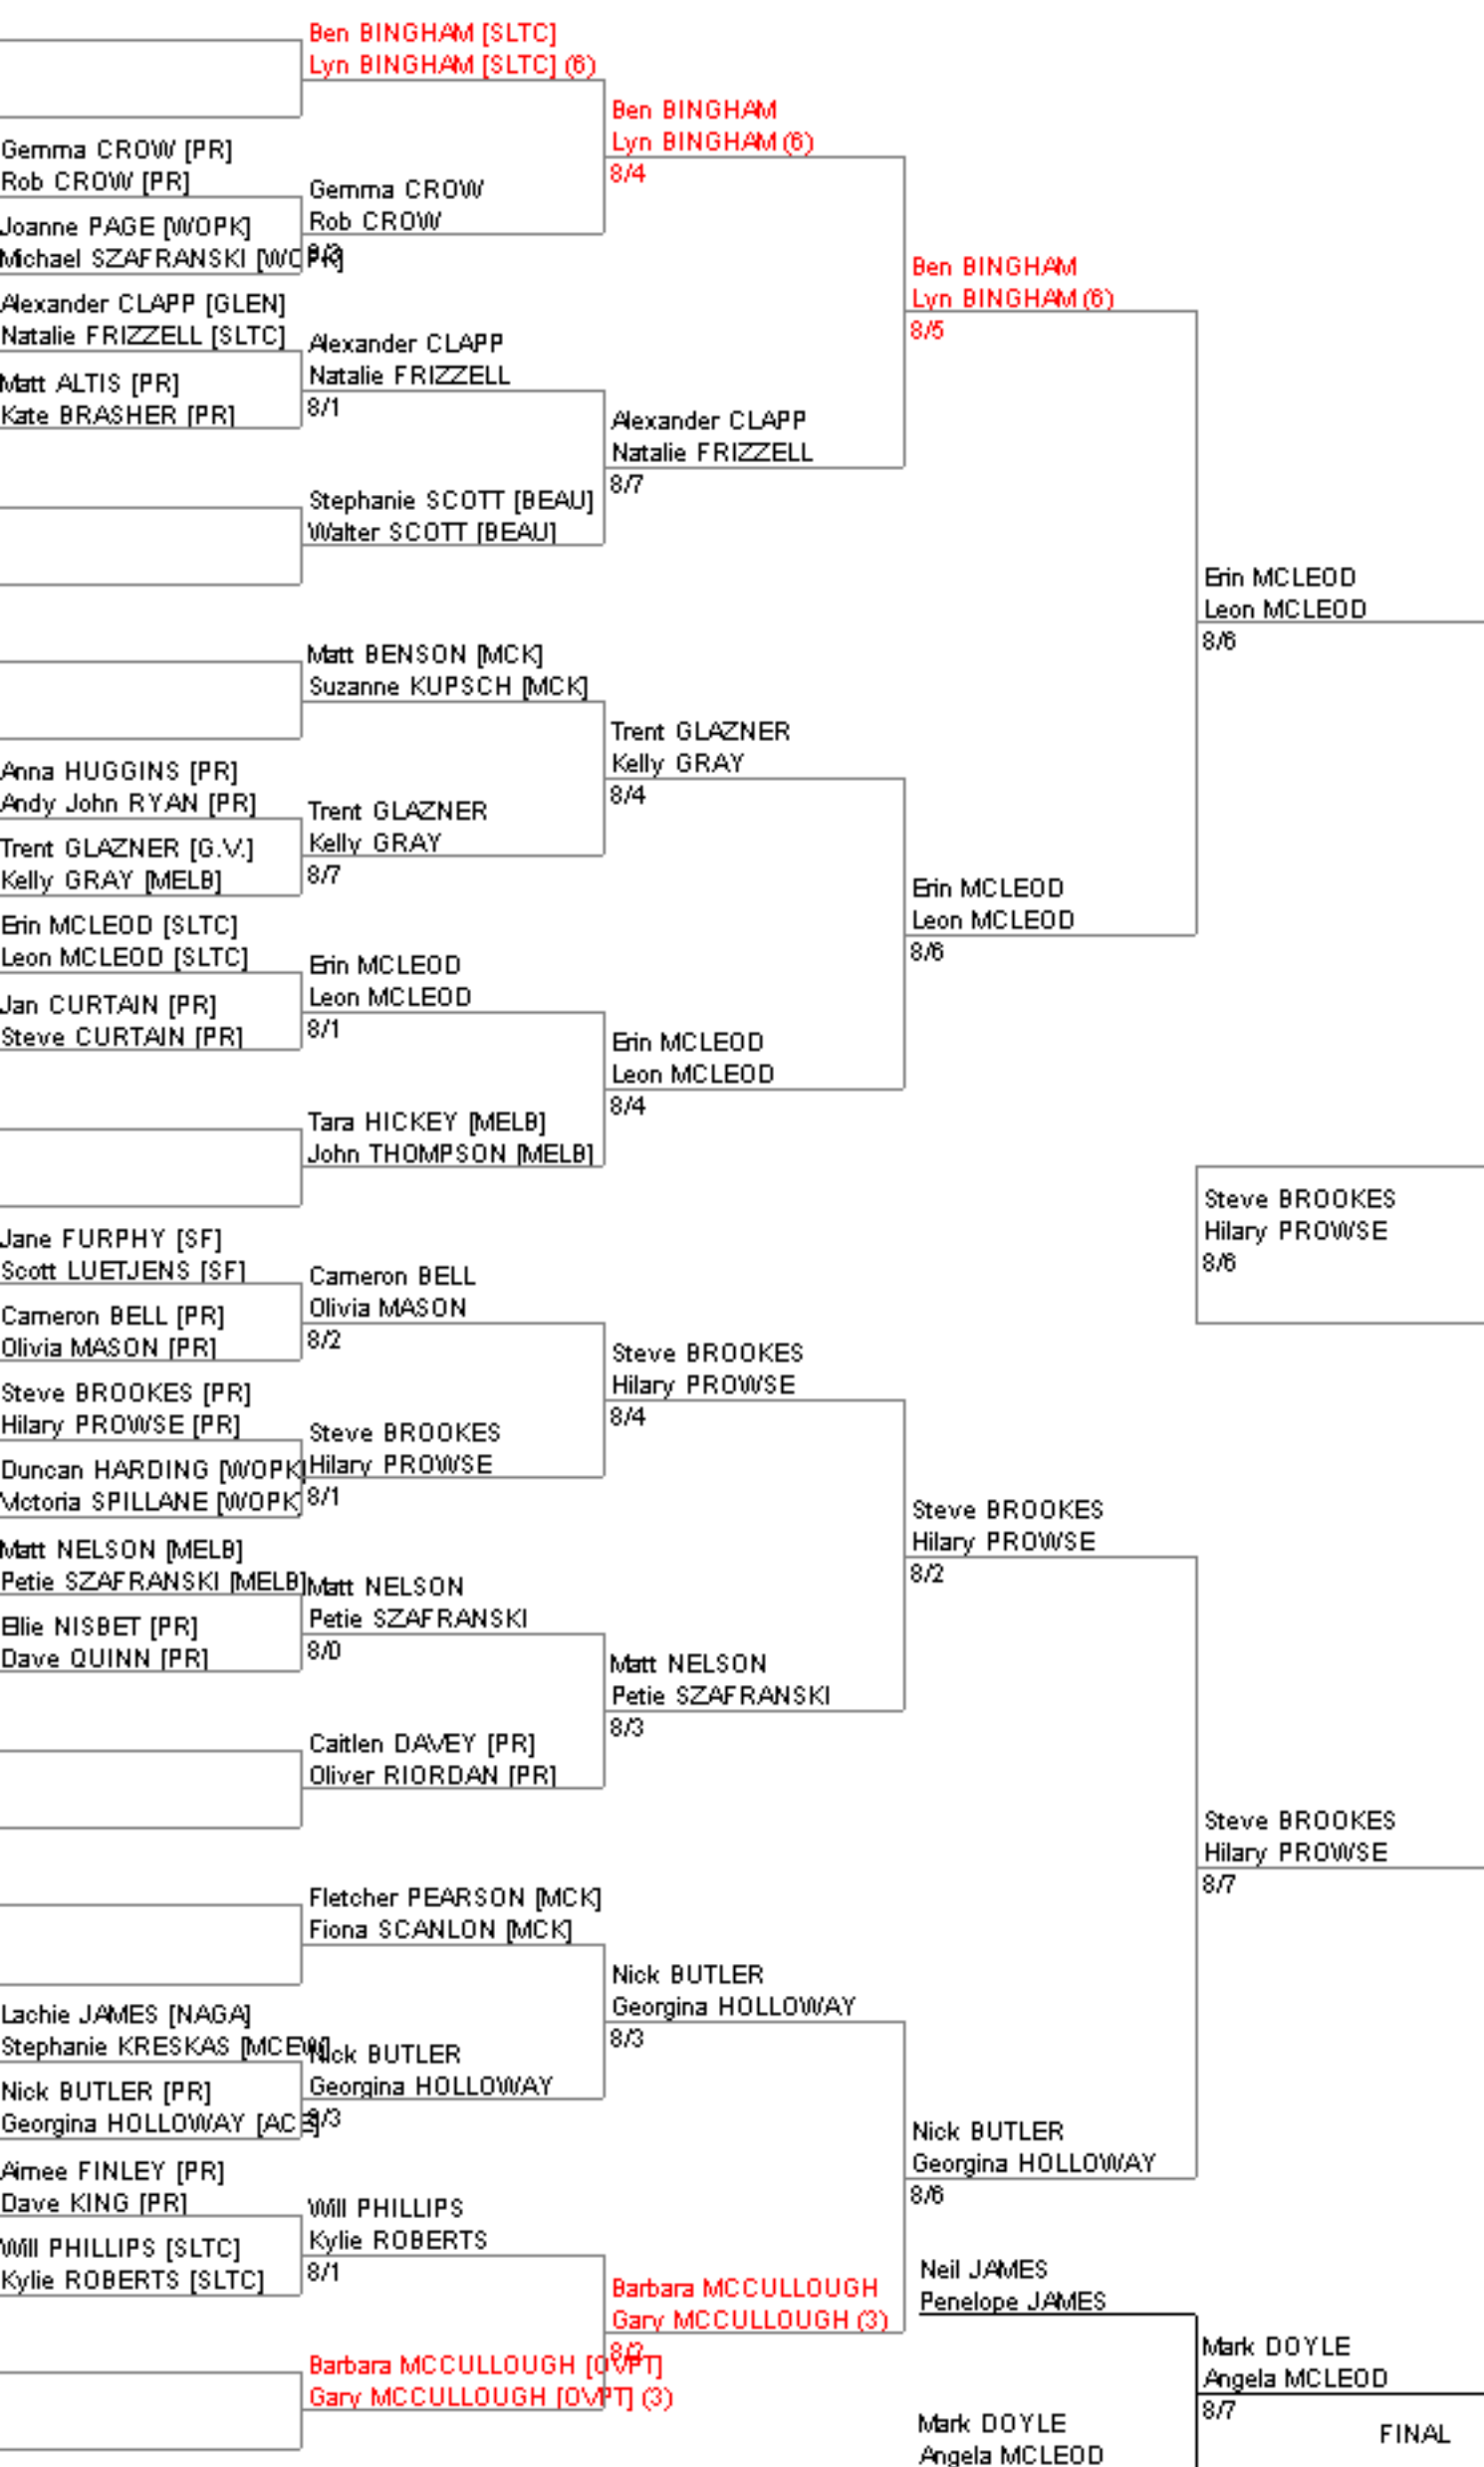 Ben BINGHAM [SLTC]
Lyn BINGHAM [SLTC] (6)
Gemma CROW [PR]
Rob CROW [PR]
Joanne PAGE [WOPK]
Michael SZAFRANSKI
Alexander CLAPP [GLEN]
Natalie FRIZZELL [SLTC]
Matt ALTIS [PR]
Kate BRASHER [PR]
Gemma CROW
Rob CROW
Alexander CLAPP
Natalie FRIZZELL
8/1
Stephanie SCOTT [BEAU]
Walter SCOTT [BEAU]
Ben BINGHAM
Lyn BINGHAM (6)
8/4
Alexander CLAPP
Natalie FRIZZELL
8/7
Ben BINGHAM
Lyn BINGHAM (6)
8/5
Matt BENSON [MCK]
Suzanne KUPSCH [MCK]
Anna HUGGINS [PR]
Andy John RYAN [PR]
Trent GLAZNER [G.V.]
Kelly GRAY [MELB]
Erin MCLEOD [SLTC]
Leon MCLEOD [SLTC]
Jan CURTAIN [PR]
Steve CURTAIN [PR]
Trent GLAZNER
Kelly GRAY
8/7
Erin MCLEOD
Leon MCLEOD
8/1
Tara HICKEY [MELB]
John THOMPSON [MELB]
Trent GLAZNER
Kelly GRAY
8/4
Erin MCLEOD
Leon MCLEOD
8/4
Erin MCLEOD
Leon MCLEOD
8/6
Erin MCLEOD
Leon MCLEOD
8/6
Steve BROOKES
Hilary PROWSE
8/6
Jane FURPHY [SF]
Scott LUETJENS [SF]
Cameron BELL [PR]
Olivia MASON [PR]
Steve BROOKES [PR]
Hilary PROWSE [PR]
Duncan HARDING [WOPK]
Victoria SPILLANE [WOPK]
Matt NELSON [MELB]
Petie SZAFRANSKI [MELB]
Ellie NISBET [PR]
Dave QUINN [PR]
Cameron BELL
Olivia MASON
8/2
Steve BROOKES
Hilary PROWSE
8/1
Matt NELSON
Petie SZAFRANSKI
8/0
Caitlen DAVEY [PR]
Oliver RIORDAN [PR]
Steve BROOKES
Hilary PROWSE
8/4
Matt NELSON
Petie SZAFRANSKI
8/3
Steve BROOKES
Hilary PROWSE
8/2
Fletcher PEARSON [MCK]
Fiona SCANLON [MCK]
Lachie JAMES [NAGA]
Stephanie KRESKAS [MCEW]
Nick BUTLER [PR]
Georgina HOLLOWAY [ACE]
Aimee FINLEY [PR]
Dave KING [PR]
Will PHILLIPS [SLTC]
Kylie ROBERTS [SLTC]
Nick BUTLER
Georgina HOLLOWAY
8/3
Will PHILLIPS
Kylie ROBERTS
8/1
Barbara MCCULLOUGH [OVPT]
Gary MCCULLOUGH [OVPT] (3)
Nick BUTLER
Georgina HOLLOWAY
8/3
Barbara MCCULLOUGH
Gary MCCULLOUGH (3)
Nick BUTLER
Georgina HOLLOWAY
8/6
Steve BROOKES
Hilary PROWSE
8/7
Neil JAMES
Penelope JAMES
Mark DOYLE
Angela MCLEOD
Mark DOYLE
Angela MCLEOD
8/7
FINAL